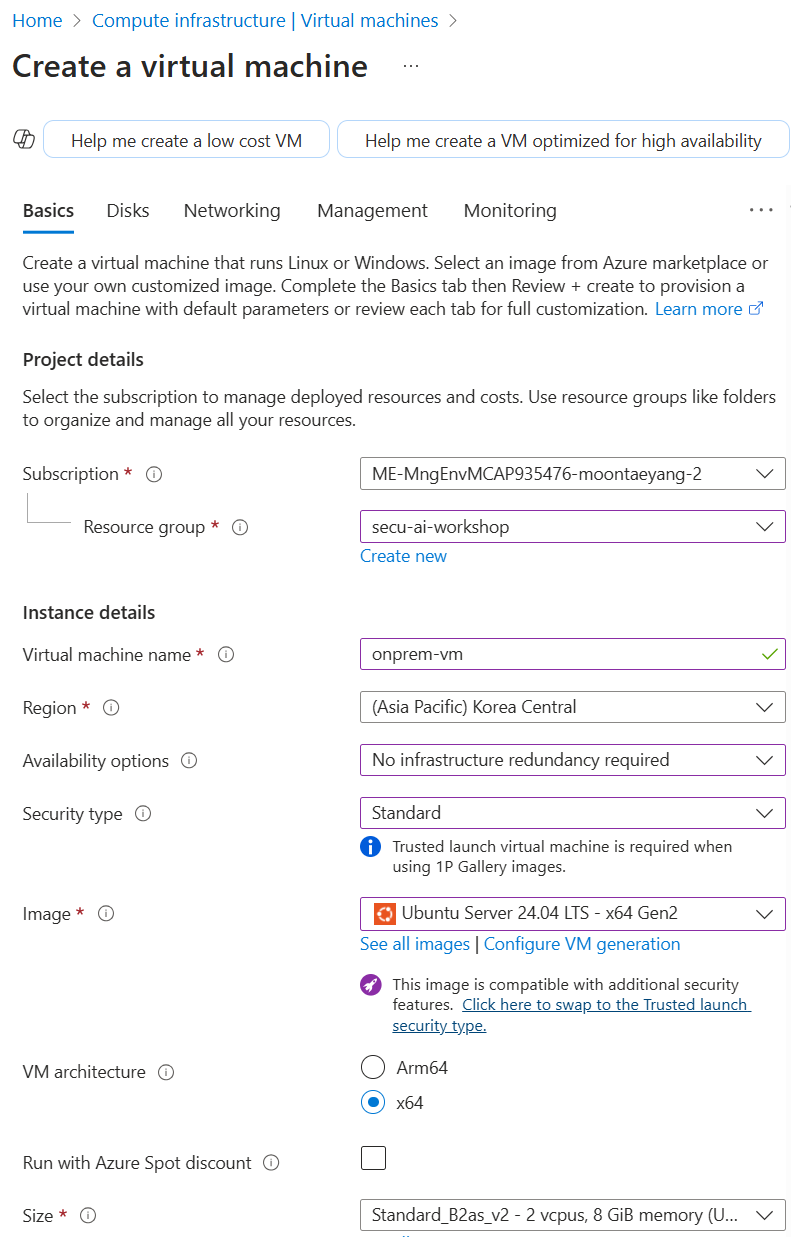 Home > Compute infrastructure | Virtual machines >
Create a virtual machine ...
Help me create a low cost VM
Help me create a VM optimized for high availability
Basics Disks Networking Management Monitoring ...
Create a virtual machine that runs Linux or Windows. Select an image from Azure marketplace or
use your own customized image. Complete the Basics tab then Review + create to provision a
virtual machine with default parameters or review each tab for full customization. Learn more
Project details
Select the subscription to manage deployed resources and costs. Use resource groups like folders
to organize and manage all your resources.
Subscription *
ME-MngEnvMCAP935476-moontaeyang-2
Resource group *
secu-ai-workshop
Create new
Instance details
Virtual machine name *
onprem-vm
Region *
(Asia Pacific) Korea Central
Availability options
No infrastructure redundancy required
Security type
Standard
Trusted launch virtual machine is required when
using 1P Gallery images.
Image *
Ubuntu Server 24.04 LTS - x64 Gen2
See all images | Configure VM generation
This image is compatible with additional security
features. Click here to swap to the Trusted launch
security type.
VM architecture
Arm64
x64
Run with Azure Spot discount
Size *
Standard_B2as_v2 - 2 vcpus, 8 GiB memory (U...